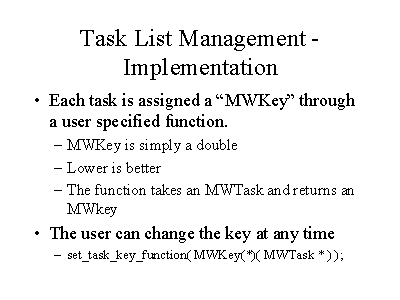 Task List Management -
Implementation
• Each task is assigned a “MWKey” through
a user specified function.
– MWKey is simply a double
– Lower is better
– The function takes an MWTask and returns an
MWkey
• The user can change the key at any time
– set_task_key_function( MWKey(*)( MWTask * ) );